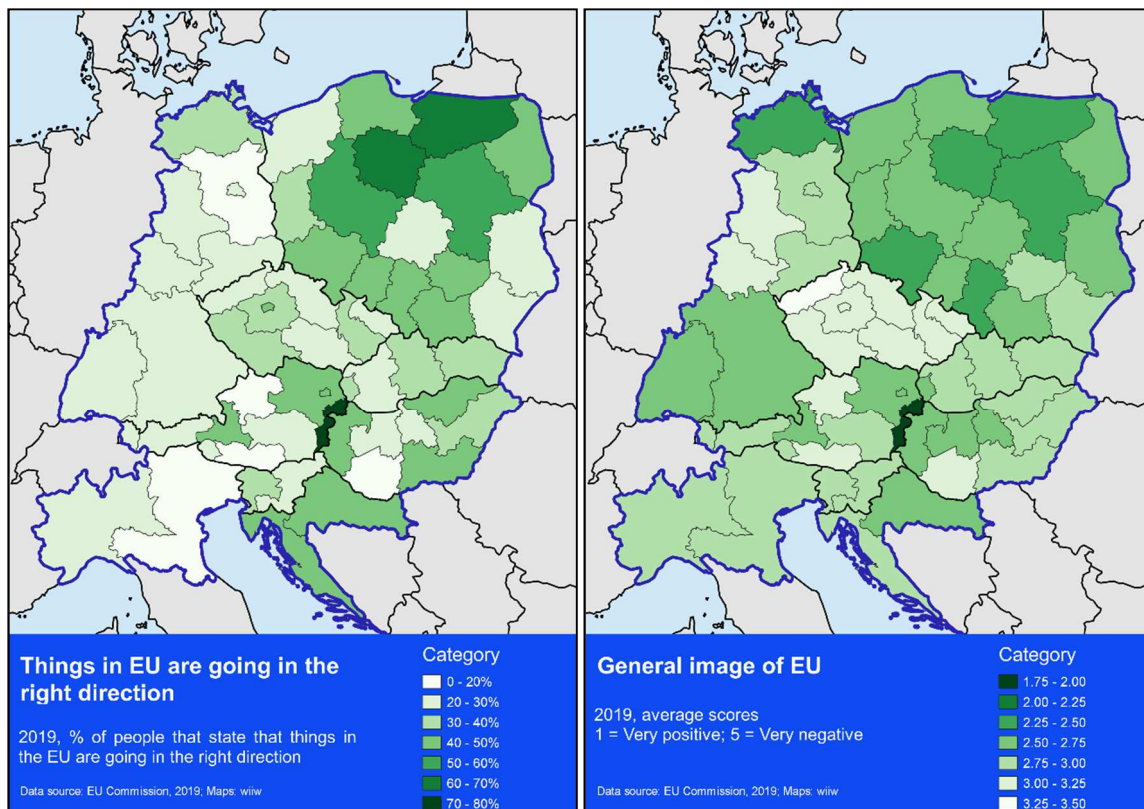 Things in EU are going in the
right direction
2019, % of people that state that things in
the EU are going in the right direction
Data source: EU Commission, 2019; Maps: wiiw
Category
0 - 20%
20 - 30%
30 - 40%
40 - 50%
50 - 60%
60 - 70%
70 - 80%
General image of EU
2019, average scores
1 = Very positive; 5 = Very negative
Data source: EU Commission, 2019; Maps: wiiw
Category
1.75 - 2.00
2.00 - 2.25
2.25 - 2.50
2.50 - 2.75
2.75 - 3.00
3.00 - 3.25
3.25 - 3.50